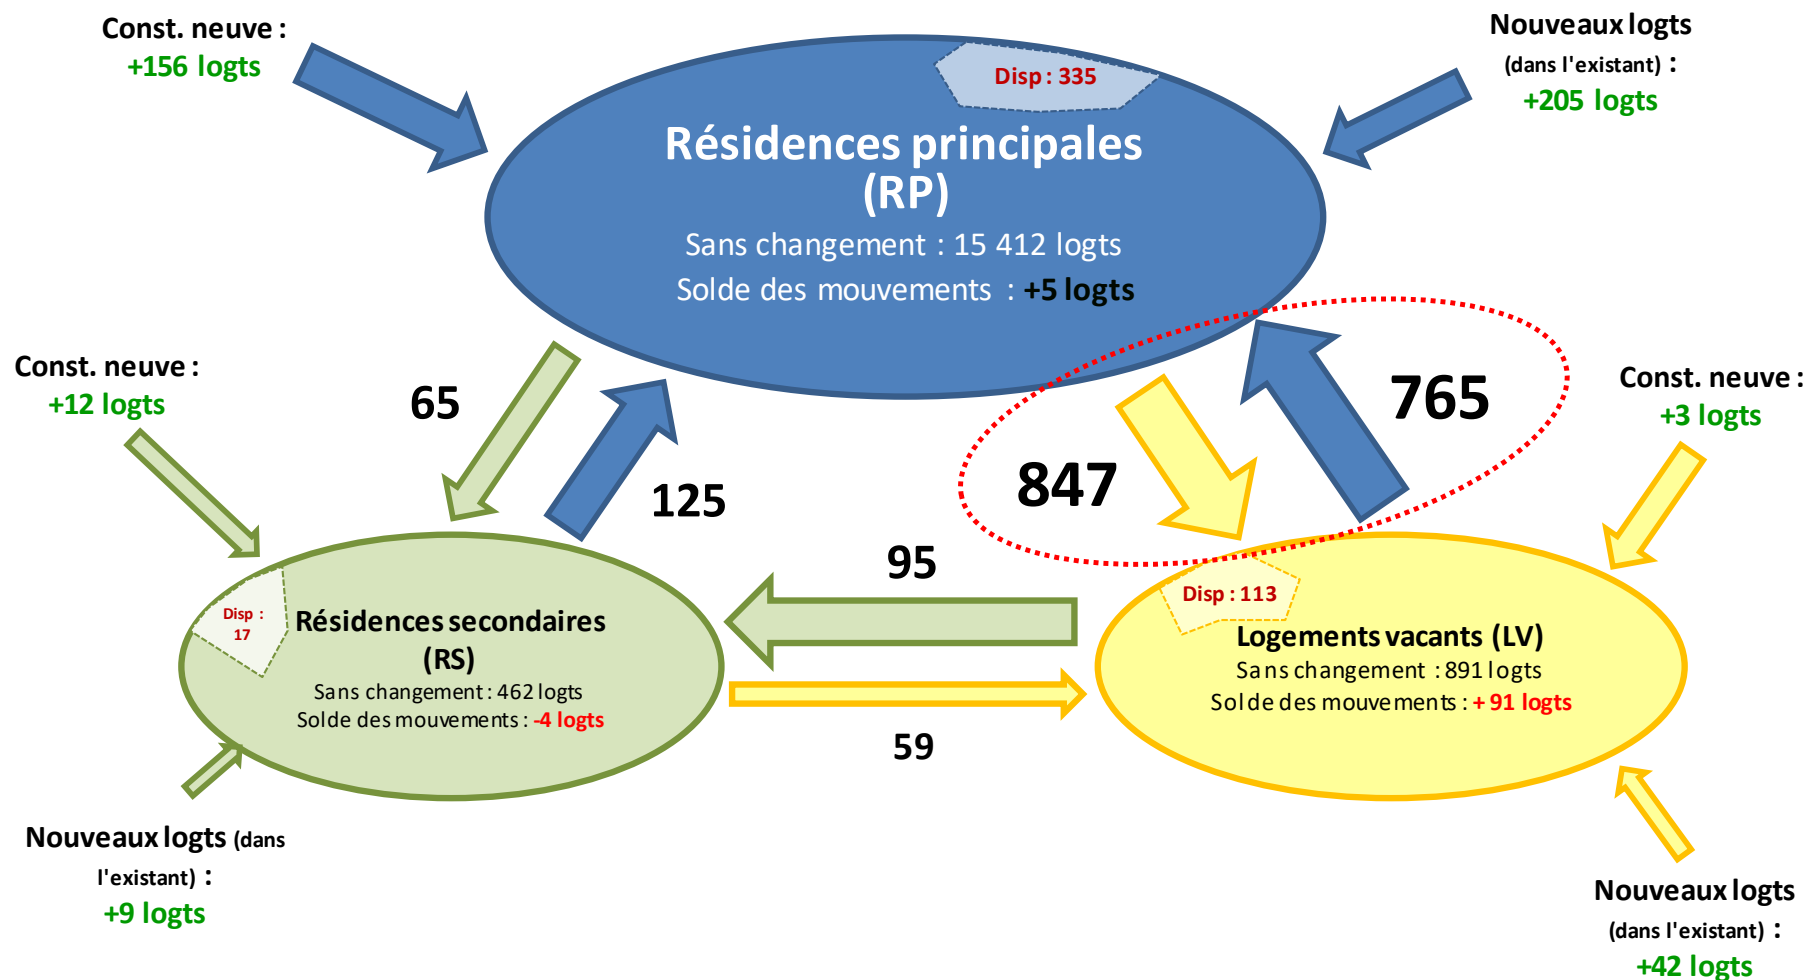 Const. neuve :
+156 logts
Nouveaux logts
(dans l'existant) :
+205 logts
Disp : 335
Résidences principales
(RP)
Sans changement : 15 412 logts
Solde des mouvements : +5 logts
Const. neuve :
+12 logts
65
125
847
765
Const. neuve :
+3 logts
95
59
Disp :
17
Résidences secondaires
(RS)
Sans changement : 462 logts
Solde des mouvements : -4 logts
Disp : 113
Logements vacants (LV)
Sans changement : 891 logts
Solde des mouvements : + 91 logts
Nouveaux logts (dans
l'existant) :
+9 logts
Nouveaux logts
(dans l'existant) :
+42 logts